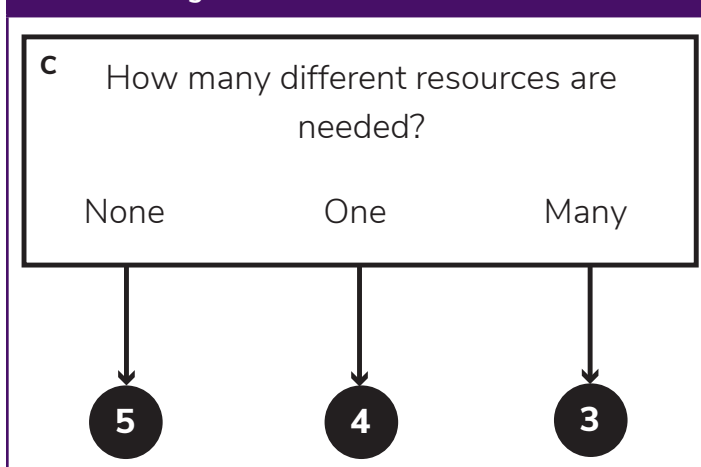 C
How many different resources are
needed?
None One Many
5 4 3